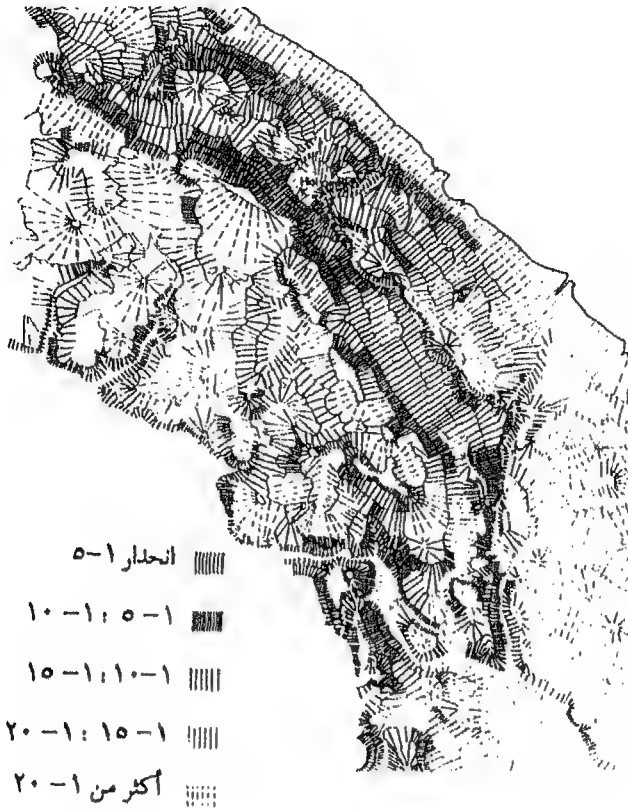 انحدار ١-٥
١-٥ : ١-١٠
١-١٠ : ١-١٥
١-١٥ : ١-٢٠
أكثر من ١-٢٠